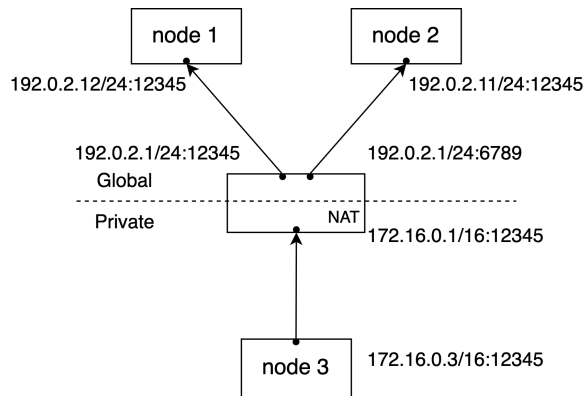 node 1
node 2
192.0.2.12/24:12345
192.0.2.11/24:12345
192.0.2.1/24:12345
192.0.2.1/24:6789
Global
Private
NAT
172.16.0.1/16:12345
node 3
172.16.0.3/16:12345